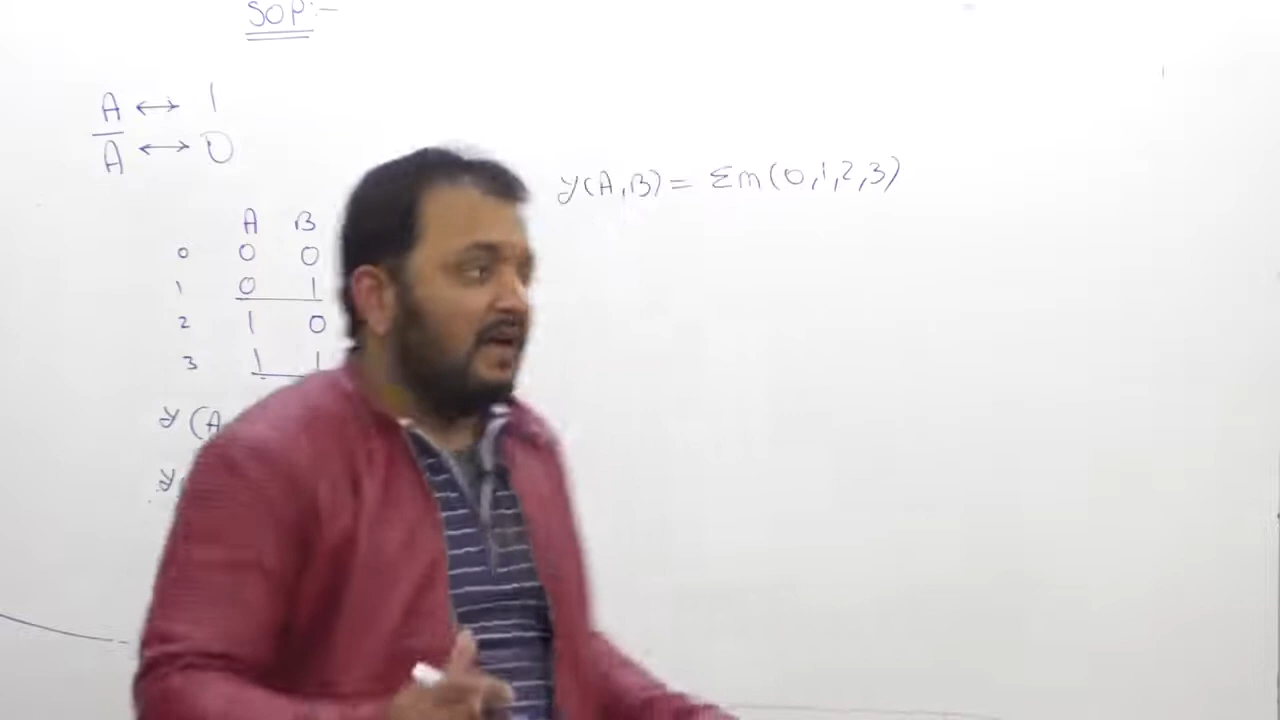 SOP:-
A ↔ 1
A̅ ↔ 0
y(A,B) = Σm(0,1,2,3)
A B
0 0 0
1 0 1
2 1 0
3 1 1
y(A
y